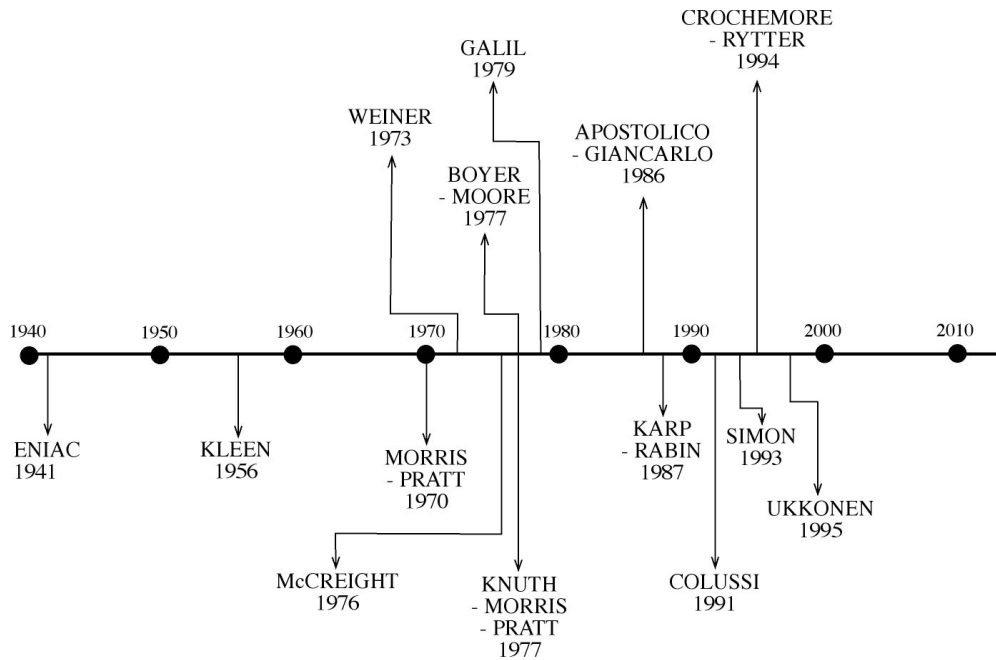 CROCHEMORE
- RYTTER
1994
GALIL
1979
WEINER
1973
APOSTOLICO
- GIANCARLO
1986
BOYER
- MOORE
1977
1940
1950
1960
1970
1980
1990
2000
2010
ENIAC
1941
KLEEN
1956
MORRIS
- PRATT
1970
KARP
- RABIN
1987
SIMON
1993
UKKONEN
1995
McCREIGHT
1976
KNUTH
- MORRIS
- PRATT
1977
COLUSSI
1991